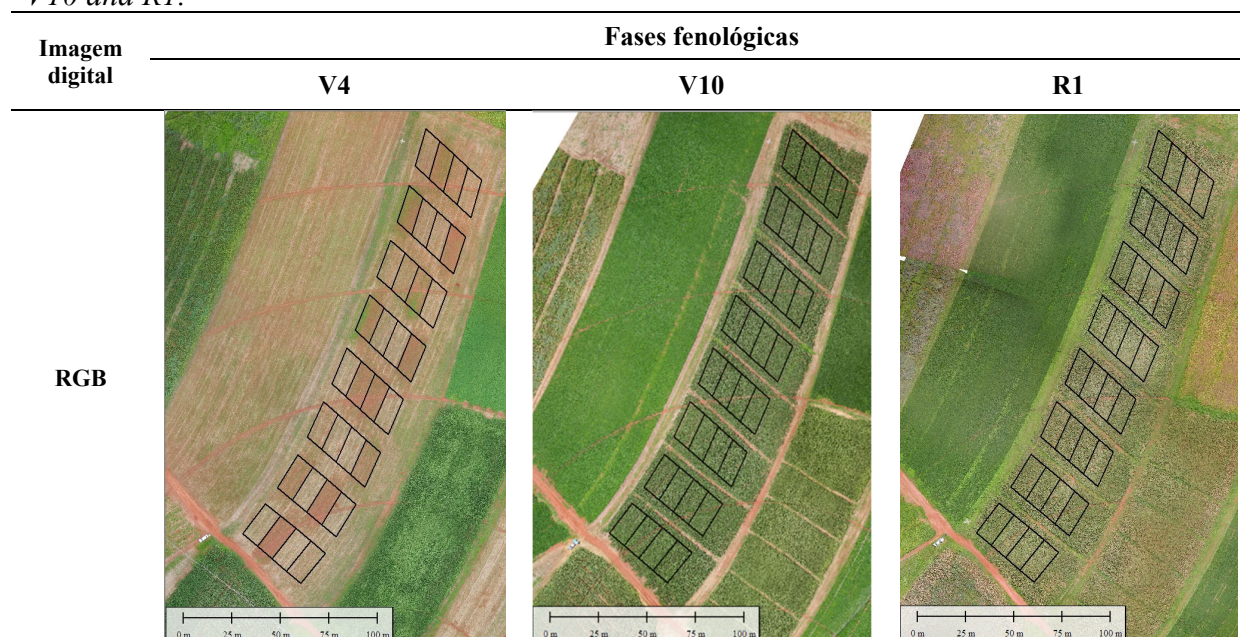 V10 and R1.
Imagem
digital
Fases fenológicas
V4
V10
R1
RGB
0 m 25 m 50 m 75 m 100 m
0 m 25 m 50 m 75 m 100 m
0 m 25 m 50 m 75 m 100 m